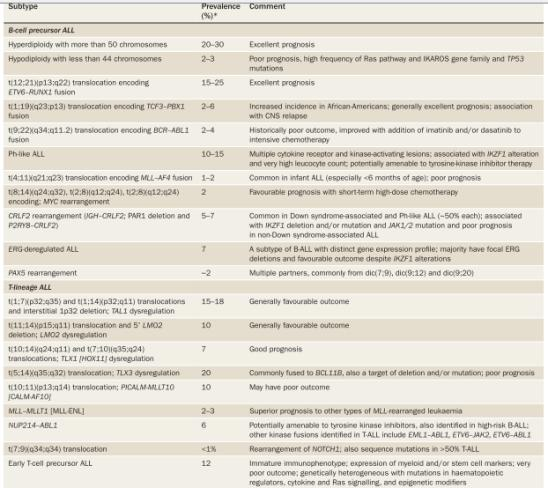 Subtype Prevalence Comment
(%)*
B-cell precursor ALL
Hyperdiploidy with more than 50 chromosomes 20–30 Excellent prognosis
Hypodiploidy with less than 44 chromosomes 2–3 Poor prognosis, high frequency of Ras pathway and IKAROS gene family and TP53
mutations
t(12;21)(p13;q22) translocation encoding 15–25 Excellent prognosis
ETV6–RUNX1 fusion
t(1;19)(q23;p13) translocation encoding TCF3–PBX1 2–6 Increased incidence in African-Americans; generally excellent prognosis; association
fusion with CNS relapse
t(9;22)(q34;q11.2) translocation encoding BCR–ABL1 2–4 Historically poor outcome, improved with addition of imatinib and/or dasatinib to
fusion intensive chemotherapy
Ph-like ALL 10–15 Multiple cytokine receptor and kinase-activating lesions; associated with IKZF1 alteration
and very high leucocyte count; potentially amenable to tyrosine-kinase inhibitor therapy
t(4;11)(q21;q23) translocation encoding MLL–AF4 fusion 1–2 Common in infant ALL (especially <6 months of age); poor prognosis
t(8;14)(q24;q32), t(2;8)(q12;q24), t(2;8)(q12;q24) 2 Favourable prognosis with short-term high-dose chemotherapy
encoding; MYC rearrangement
CRLF2 rearrangement (IGH–CRLF2; PAR1 deletion and 5–7 Common in Down syndrome-associated and Ph-like ALL (~50% each); associated
P2RY8–CRLF2) with IKZF1 deletion and/or mutation and JAK1/2 mutation and poor prognosis
in non-Down syndrome-associated ALL
ERG-deregulated ALL 7 A subtype of B-ALL with distinct gene expression profile; majority have focal ERG
deletions and favourable outcome despite IKZF1 alterations
PAX5 rearrangement ~2 Multiple partners, commonly from dic(7;9), dic(9;12) and dic(9;20)
T-lineage ALL
t(1;7)(p32;q35) and t(1;14)(p32;q11) translocations 15–18 Generally favourable outcome
and interstitial 1p32 deletion; TAL1 dysregulation
t(11;14)(p15;q11) translocation and 5' LMO2 10 Generally favourable outcome
deletion; LMO2 dysregulation
t(10;14)(q24;q11) and t(7;10)(q35;q24) 7 Good prognosis
translocations; TLX1 [HOX11] dysregulation
t(5;14)(q35;q32) translocation; TLX3 dysregulation 20 Commonly fused to BCL11B, also a target of deletion and/or mutation; poor prognosis
t(10;11)(p13;q14) translocation; PICALM-MLLT10 10 May have poor outcome
[CALM-AF10]
MLL–MLLT1 [MLL-ENL] 2–3 Superior prognosis to other types of MLL-rearranged leukaemia
NUP214–ABL1 6 Potentially amenable to tyrosine kinase inhibitors, also identified in high-risk B-ALL;
other kinase fusions identified in T-ALL include EML1–ABL1, ETV6–JAK2, ETV6–ABL1
t(7;9)(q34;q34) translocation <1% Rearrangement of NOTCH1; also sequence mutations in >50% T-ALL
Early T-cell precursor ALL 12 Immature immunophenotype; expression of myeloid and/or stem cell markers; very
poor outcome; genetically heterogeneous with mutations in haematopoietic
regulators, cytokine and Ras signalling, and epigenetic modifiers